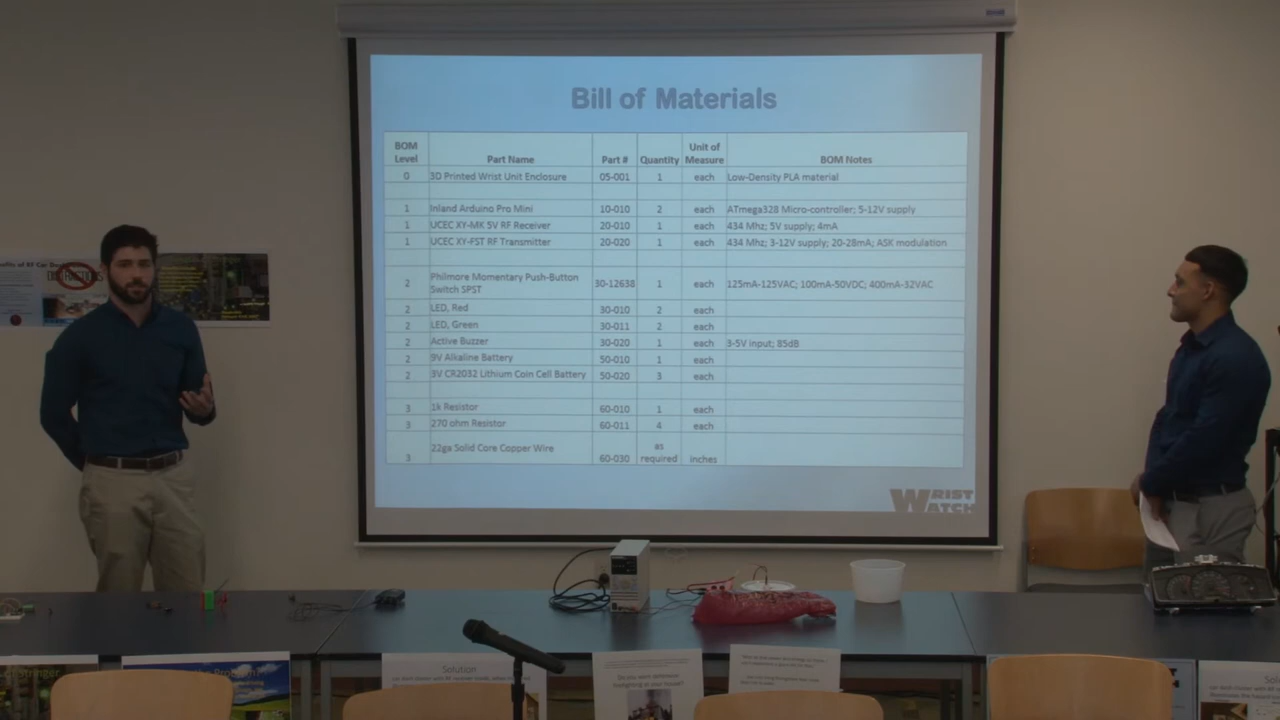 Bill of Materials
BOM Level Part Name Part # Quantity Unit of Measure BOM Notes
0 3D Printed Wrist Unit Enclosure 05-001 1 each Low-Density PLA material
1 Inland Arduino Pro Mini 10-010 2 each ATmega328 Micro-controller; 5-12V supply
1 UCEC XY-MK 5V RF Receiver 20-010 1 each 434 Mhz; 5V supply; 4mA
1 UCEC XY-FST RF Transmitter 20-020 1 each 434 Mhz; 3-12V supply; 20-28mA; ASK modulation
2 Philmore Momentary Push-Button Switch SPST 30-12638 1 each 125mA-125VAC; 100mA-50VDC; 400mA-32VAC
2 LED, Red 30-010 2 each
2 LED, Green 30-011 2 each
2 Active Buzzer 30-020 1 each 3-5V input; 85dB
2 9V Alkaline Battery 50-010 1 each
2 3V CR2032 Lithium Coin Cell Battery 50-020 3 each
3 1k Resistor 60-010 1 each
3 270 ohm Resistor 60-011 4 each
3 22ga Solid Core Copper Wire 60-030 as required inches
WRIST
WATCH
Solution
Do you want defensive
firefighting at your house?